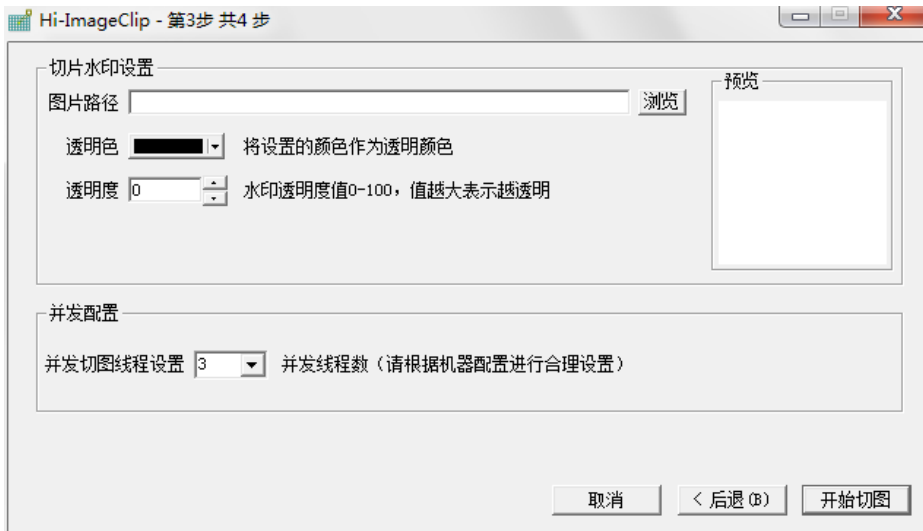 Hi-ImageClip - 第3步 共4 步
切片水印设置
图片路径 浏览
预览
透明色 将设置的颜色作为透明颜色
透明度 0 水印透明度值0-100，值越大表示越透明
并发配置
并发切图线程设置 3 并发线程数（请根据机器配置进行合理设置）
取消 < 后退(B) 开始切图